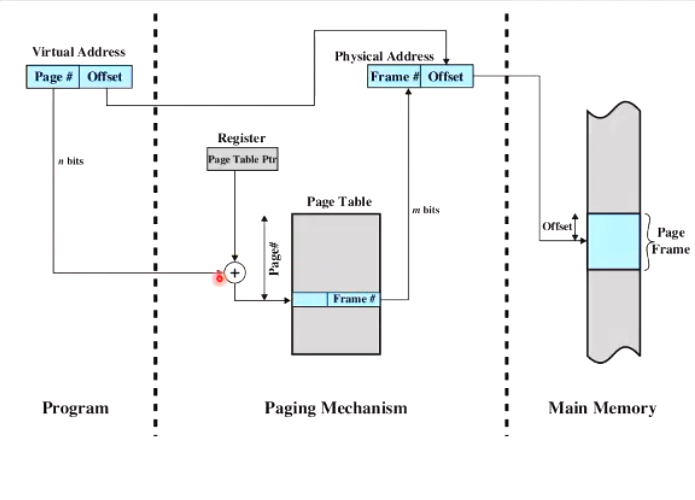 Virtual Address
Page # Offset
Physical Address
Frame # Offset
n bits
Register
Page Table Ptr
Page Table
m bits
Page#
+
Frame #
Offset
Page
Frame
Program
Paging Mechanism
Main Memory